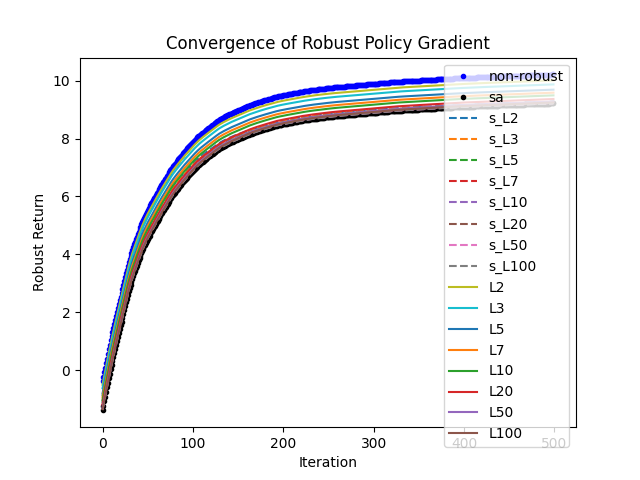 Convergence of Robust Policy Gradient
Robust Return
10
8
6
4
2
0
non-robust
sa
s_L2
s_L3
s_L5
s_L7
s_L10
s_L20
s_L50
s_L100
L2
L3
L5
L7
L10
L20
L50
L100
0 100 200 300 400 500
Iteration